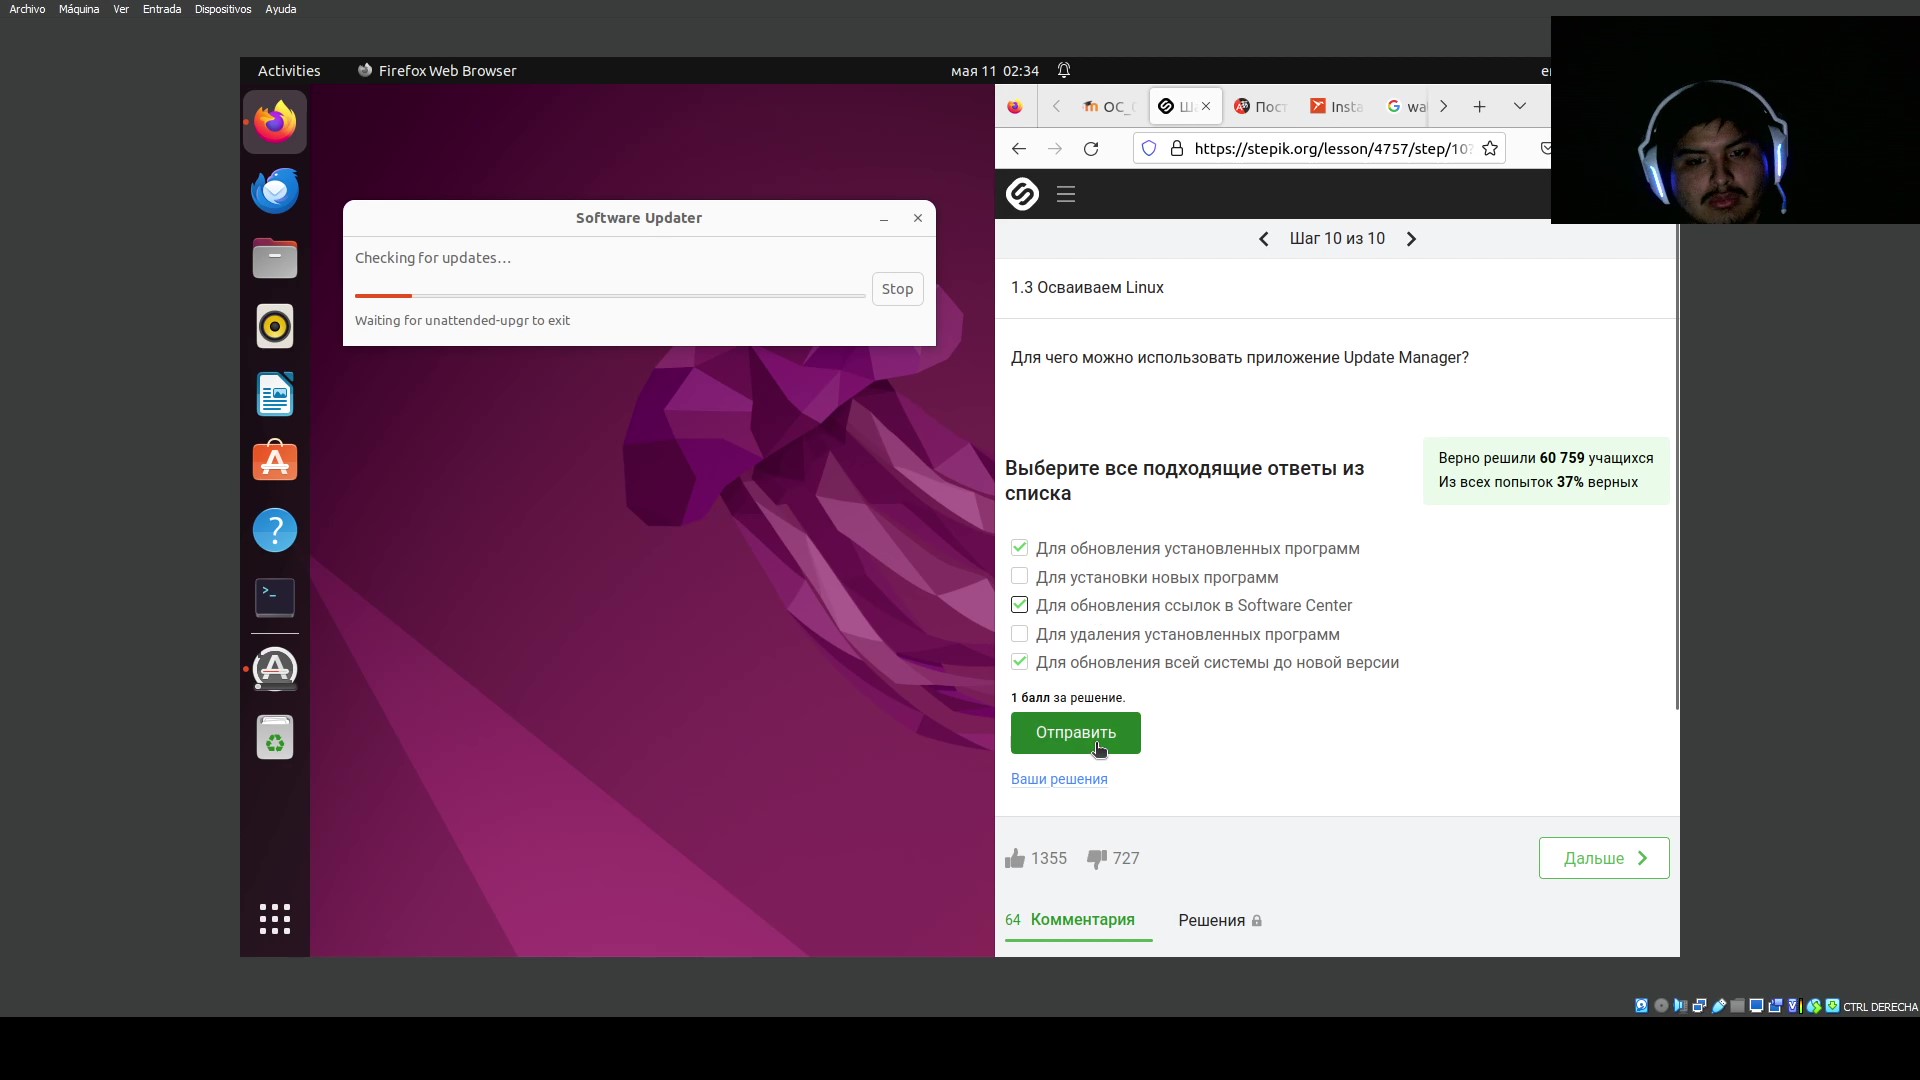 Archivo Máquina Ver Entrada Dispositivos Ayuda
Activities Firefox Web Browser мая 11 02:34
ОС_ Пост Insta wa
https://stepik.org/lesson/4757/step/10?
Software Updater
Checking for updates...
Stop
Waiting for unattended-upgr to exit
Шаг 10 из 10
1.3 Осваиваем Linux
Для чего можно использовать приложение Update Manager?
Выберите все подходящие ответы из
списка
Верно решили 60 759 учащихся
Из всех попыток 37% верных
Для обновления установленных программ
Для установки новых программ
Для обновления ссылок в Software Center
Для удаления установленных программ
Для обновления всей системы до новой версии
1 балл за решение.
Отправить
Ваши решения
1355 727
Дальше
64 Комментария Решения
CTRL DERECHA